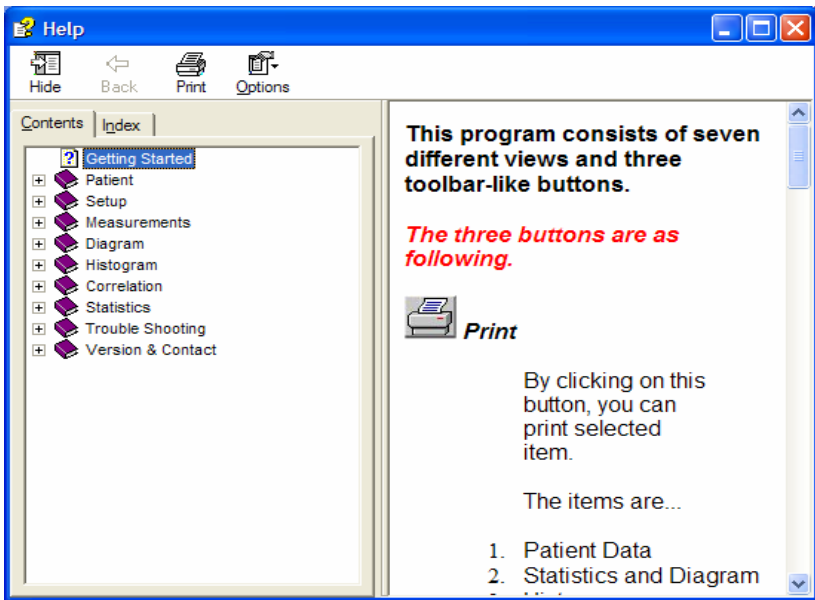 Help
Hide Back Print Options
Contents Index
Getting Started
Patient
Setup
Measurements
Diagram
Histogram
Correlation
Statistics
Trouble Shooting
Version & Contact
This program consists of seven
different views and three
toolbar-like buttons.
The three buttons are as
following.
Print
By clicking on this
button, you can
print selected
item.
The items are...
1. Patient Data
2. Statistics and Diagram